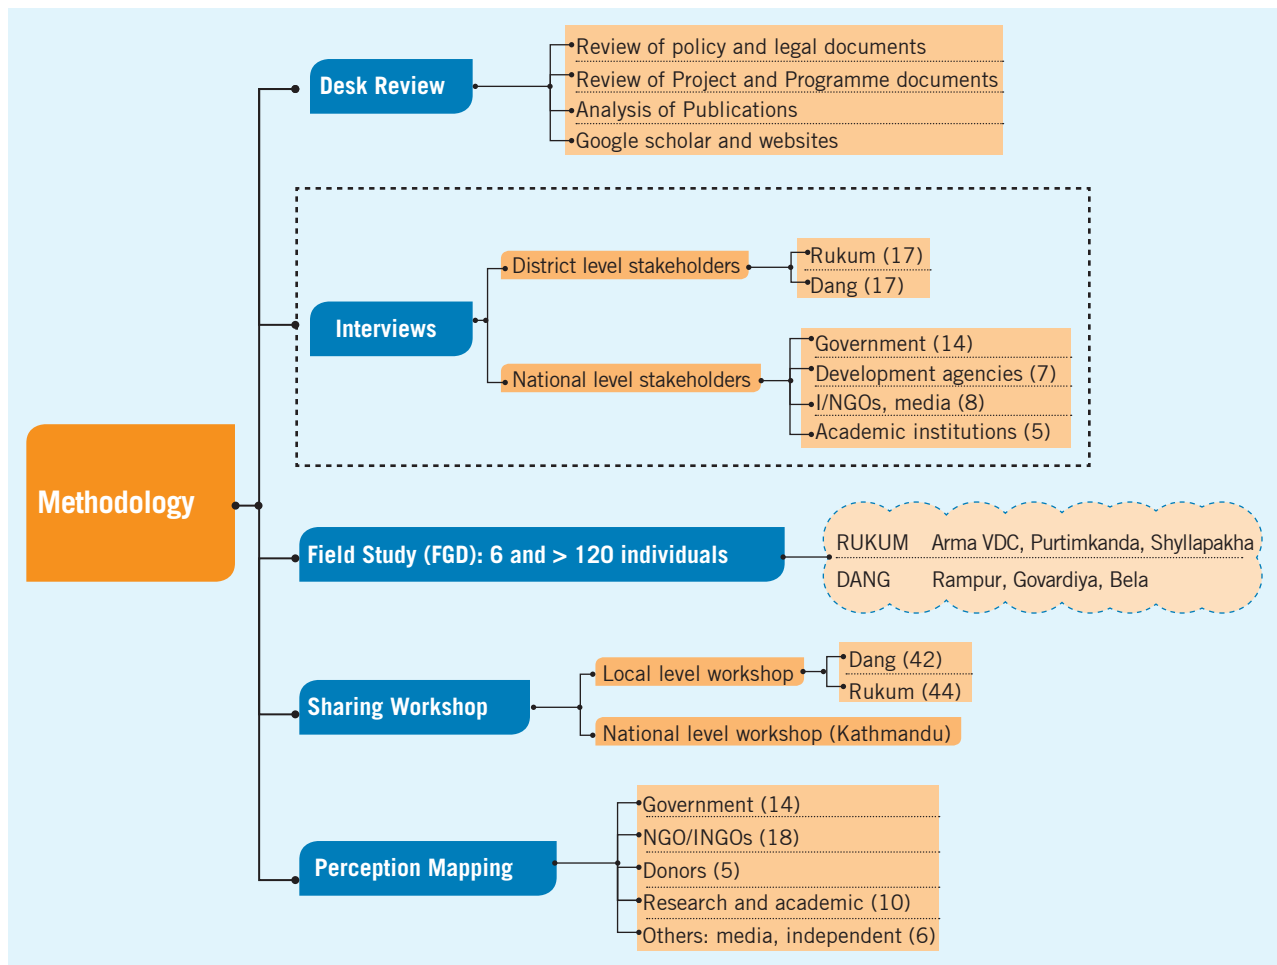 Methodology
Desk Review
Review of policy and legal documents
Review of Project and Programme documents
Analysis of Publications
Google scholar and websites
Interviews
District level stakeholders
Rukum (17)
Dang (17)
National level stakeholders
Government (14)
Development agencies (7)
I/NGOs, media (8)
Academic institutions (5)
Field Study (FGD): 6 and > 120 individuals
RUKUM Arma VDC, Purtimkanda, Shyllapakha
DANG Rampur, Govardiya, Bela
Sharing Workshop
Local level workshop
Dang (42)
Rukum (44)
National level workshop (Kathmandu)
Perception Mapping
Government (14)
NGO/INGOs (18)
Donors (5)
Research and academic (10)
Others: media, independent (6)